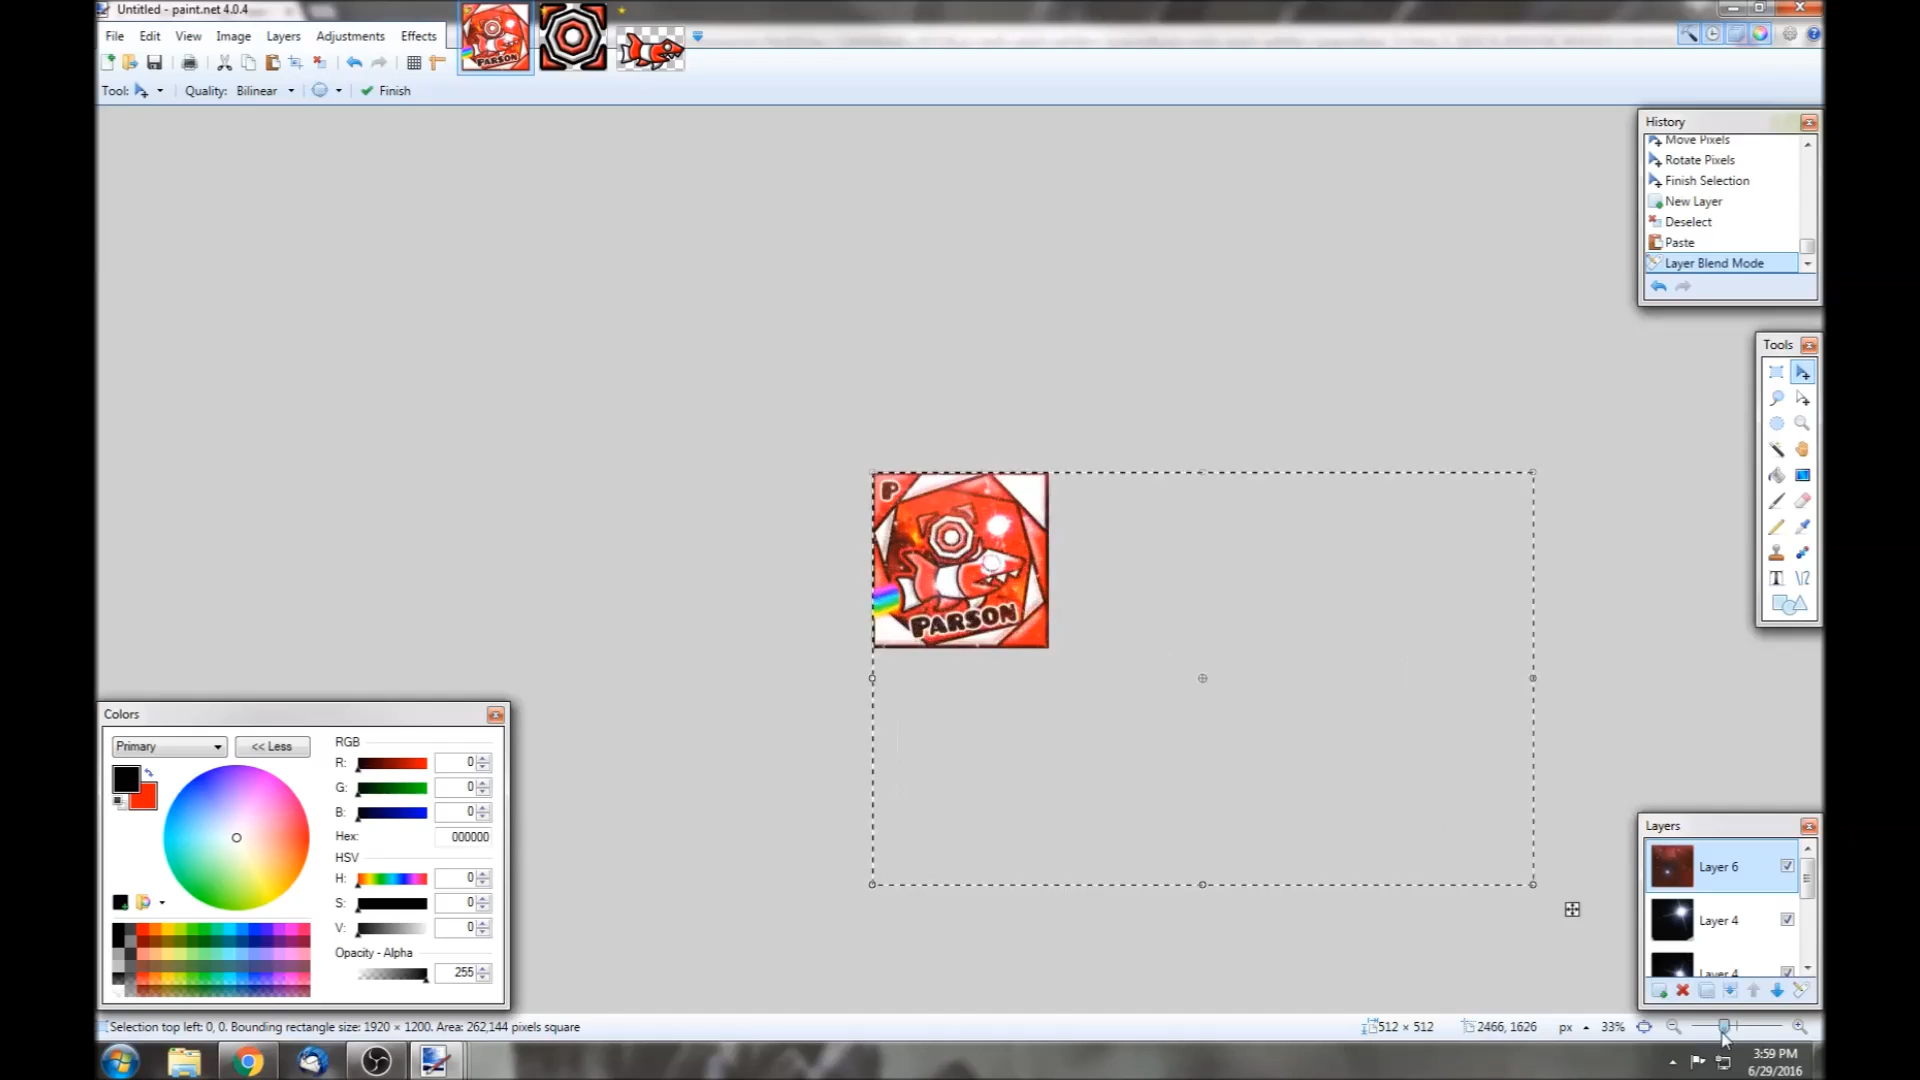 Untitled - paint.net 4.0.4
File Edit View Image Layers Adjustments Effects
Tool: Quality: Bilinear Finish
PARSON
History
Move Pixels
Rotate Pixels
Finish Selection
New Layer
Deselect
Paste
Layer Blend Mode
Tools
P
PARSON
Colors
Primary
<< Less
RGB
R: 0
G: 0
B: 0
Hex: 000000
HSV
H: 0
S: 0
V: 0
Opacity - Alpha
255
Layers
Layer 6
Layer 4
Layer 4
Selection top left: 0, 0. Bounding rectangle size: 1920 × 1200. Area: 262,144 pixels square
512 × 512 2466, 1626 px 33%
3:59 PM
6/29/2016